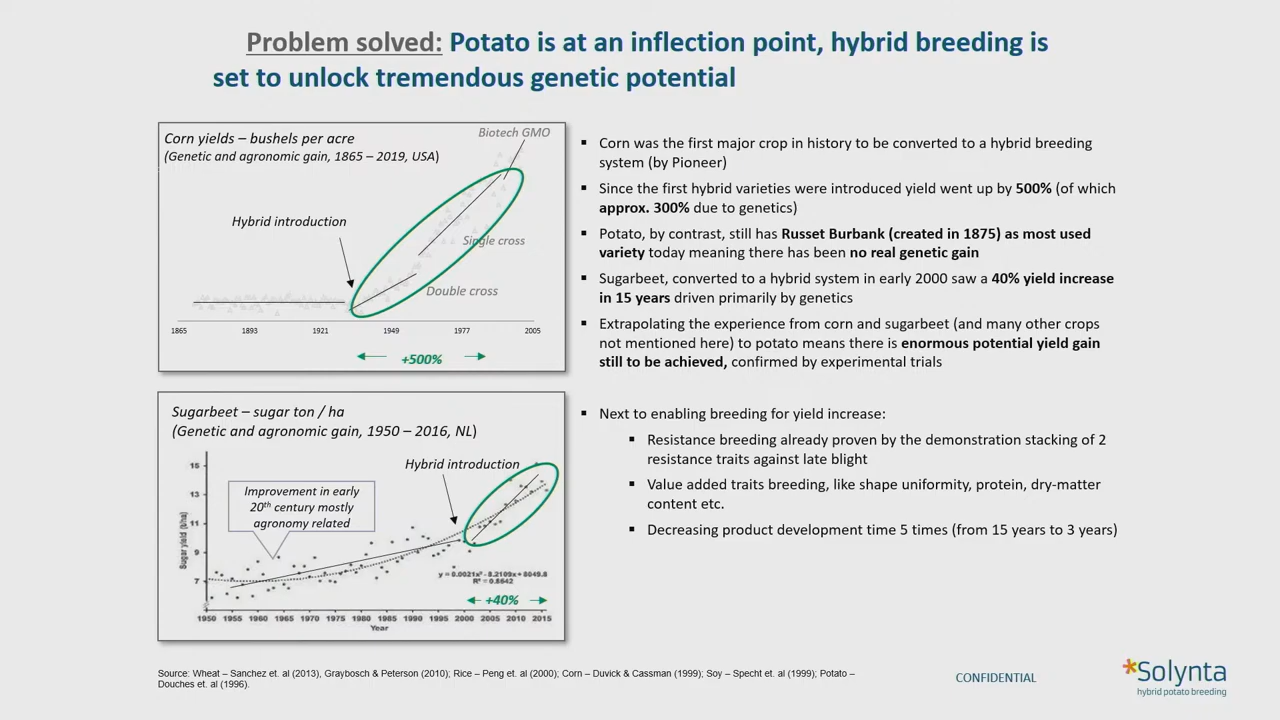 Problem solved: Potato is at an inflection point, hybrid breeding is
set to unlock tremendous genetic potential
Corn yields – bushels per acre
(Genetic and agronomic gain, 1865 – 2019, USA)
Biotech GMO
Hybrid introduction
Single cross
Double cross
1865 1893 1921 1949 1977 2005
+500%
Sugarbeet – sugar ton / ha
(Genetic and agronomic gain, 1950 – 2016, NL)
Hybrid introduction
Improvement in early
20th century mostly
agronomy related
15
13
11
9
7
Sugar yield (t/ha)
y = 0.0021x² - 8.2109x + 8049.8
R² = 0.8642
+40%
1950 1955 1960 1965 1970 1975 1980 1985 1990 1995 2000 2005 2010 2015
Year
▪ Corn was the first major crop in history to be converted to a hybrid breeding
system (by Pioneer)
▪ Since the first hybrid varieties were introduced yield went up by 500% (of which
approx. 300% due to genetics)
▪ Potato, by contrast, still has Russet Burbank (created in 1875) as most used
variety today meaning there has been no real genetic gain
▪ Sugarbeet, converted to a hybrid system in early 2000 saw a 40% yield increase
in 15 years driven primarily by genetics
▪ Extrapolating the experience from corn and sugarbeet (and many other crops
not mentioned here) to potato means there is enormous potential yield gain
still to be achieved, confirmed by experimental trials
▪ Next to enabling breeding for yield increase:
▪ Resistance breeding already proven by the demonstration stacking of 2
resistance traits against late blight
▪ Value added traits breeding, like shape uniformity, protein, dry-matter
content etc.
▪ Decreasing product development time 5 times (from 15 years to 3 years)
Source: Wheat – Sanchez et. al (2013), Graybosch & Peterson (2010); Rice – Peng et. al (2000); Corn – Duvick & Cassman (1999); Soy – Specht et. al (1999); Potato –
Douches et. al (1996).
CONFIDENTIAL
Solynta
hybrid potato breeding